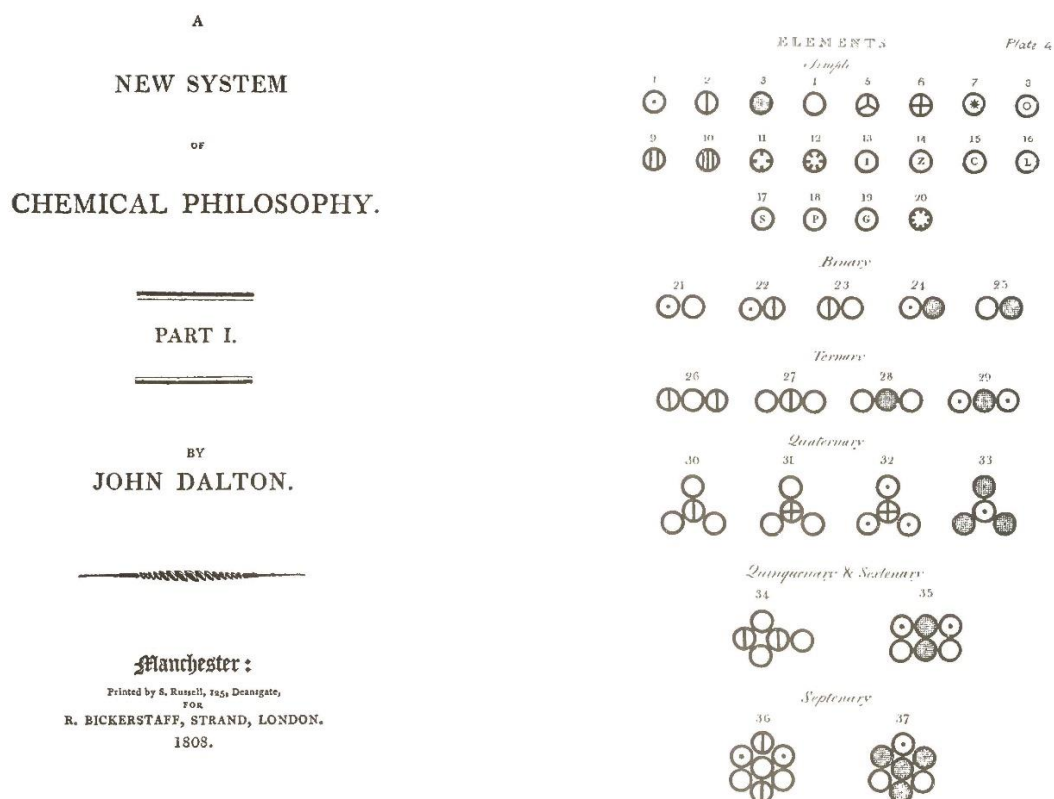 A
NEW SYSTEM
OF
CHEMICAL PHILOSOPHY.
PART I.
BY
JOHN DALTON.
Manchester:
Printed by S. Russell, 125, Deansgate,
FOR
R. BICKERSTAFF, STRAND, LONDON.
1808.
ELEMENTS Plate 4
Simple
1 2 3 4 5 6 7 8
9 10 11 12 13 14 15 16
I Z C L
17 18 19 20
S P G
Binary
21 22 23 24 25
Ternary
26 27 28 29
Quaternary
30 31 32 33
Quinquenary & Sextenary
34 35
Septenary
36 37